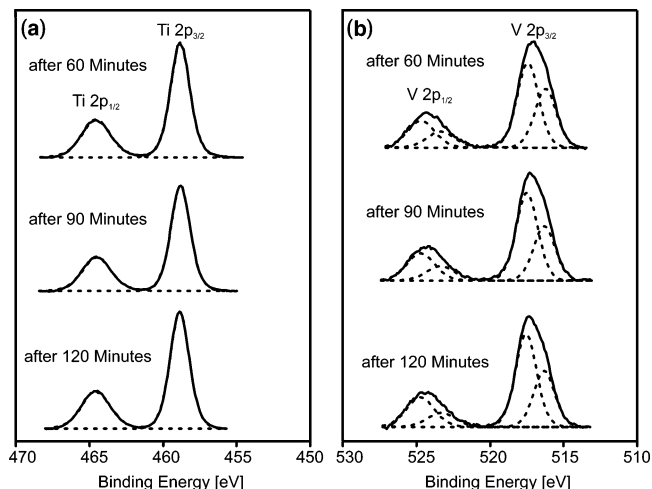 (a)
Ti 2p3/2
after 60 Minutes
Ti 2p1/2
after 90 Minutes
after 120 Minutes
470 465 460 455 450
Binding Energy [eV]
(b)
V 2p3/2
after 60 Minutes
V 2p1/2
after 90 Minutes
after 120 Minutes
530 525 520 515 510
Binding Energy [eV]